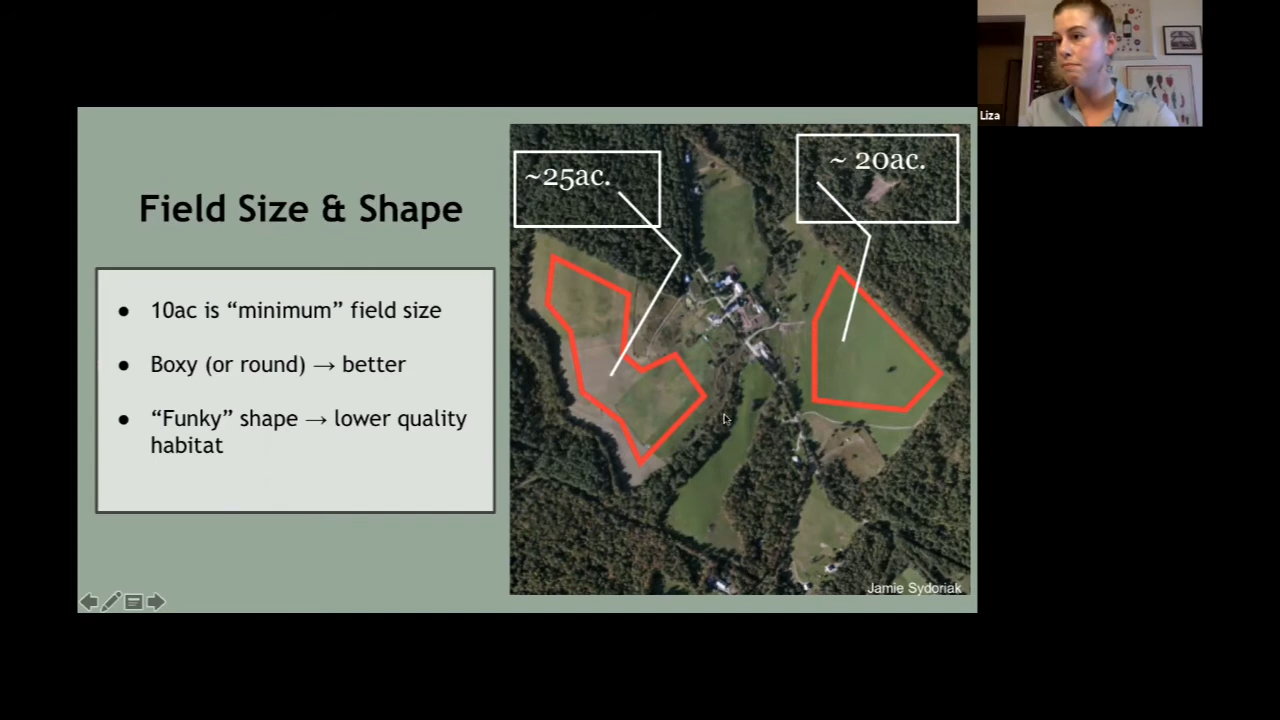 Liza
Field Size & Shape
● 10ac is “minimum” field size
● Boxy (or round) → better
● “Funky” shape → lower quality
habitat
~25ac.
~ 20ac.
Jamie Sydoriak